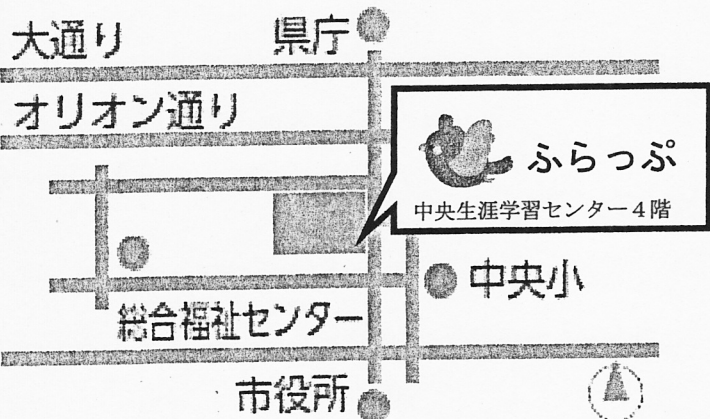 大通り
県庁
オリオン通り
ふらっぷ
中央生涯学習センター4階
中央小
総合福祉センター
市役所